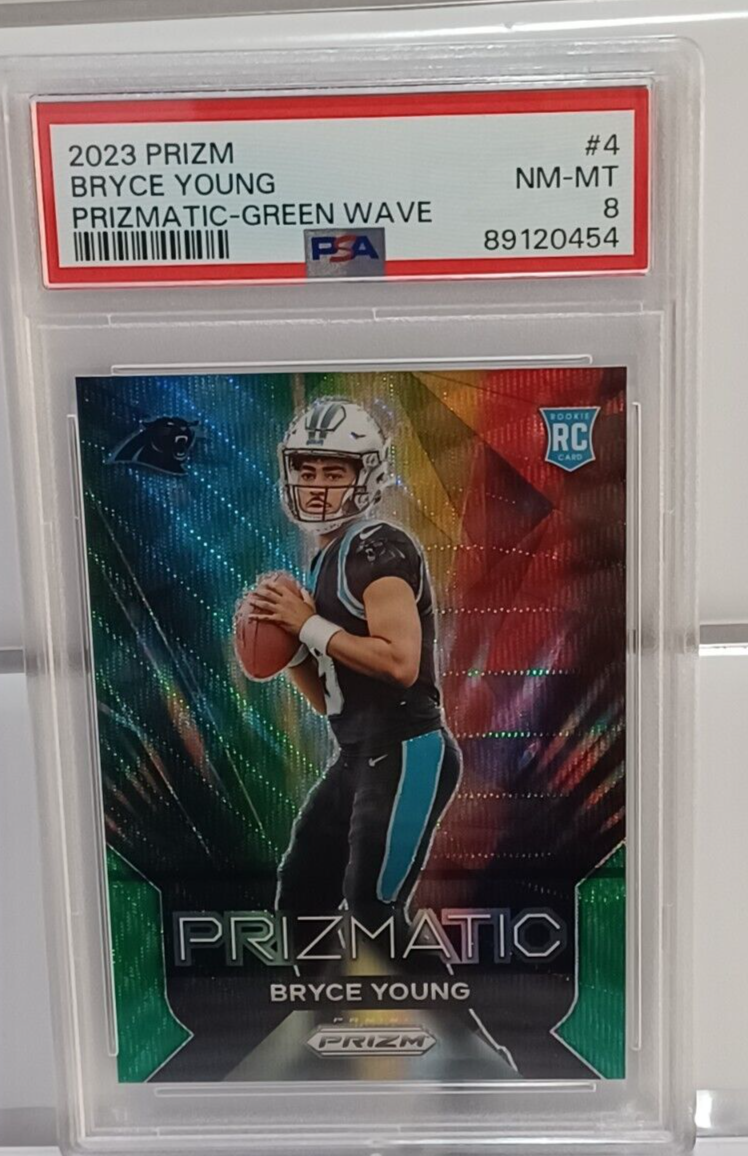 2023 PRIZM #4
BRYCE YOUNG NM-MT
PRIZMATIC-GREEN WAVE 8
PSA 89120454
ROOKIE
RC
CARD
PRIZMATIC
BRYCE YOUNG
PANINI
PRIZM